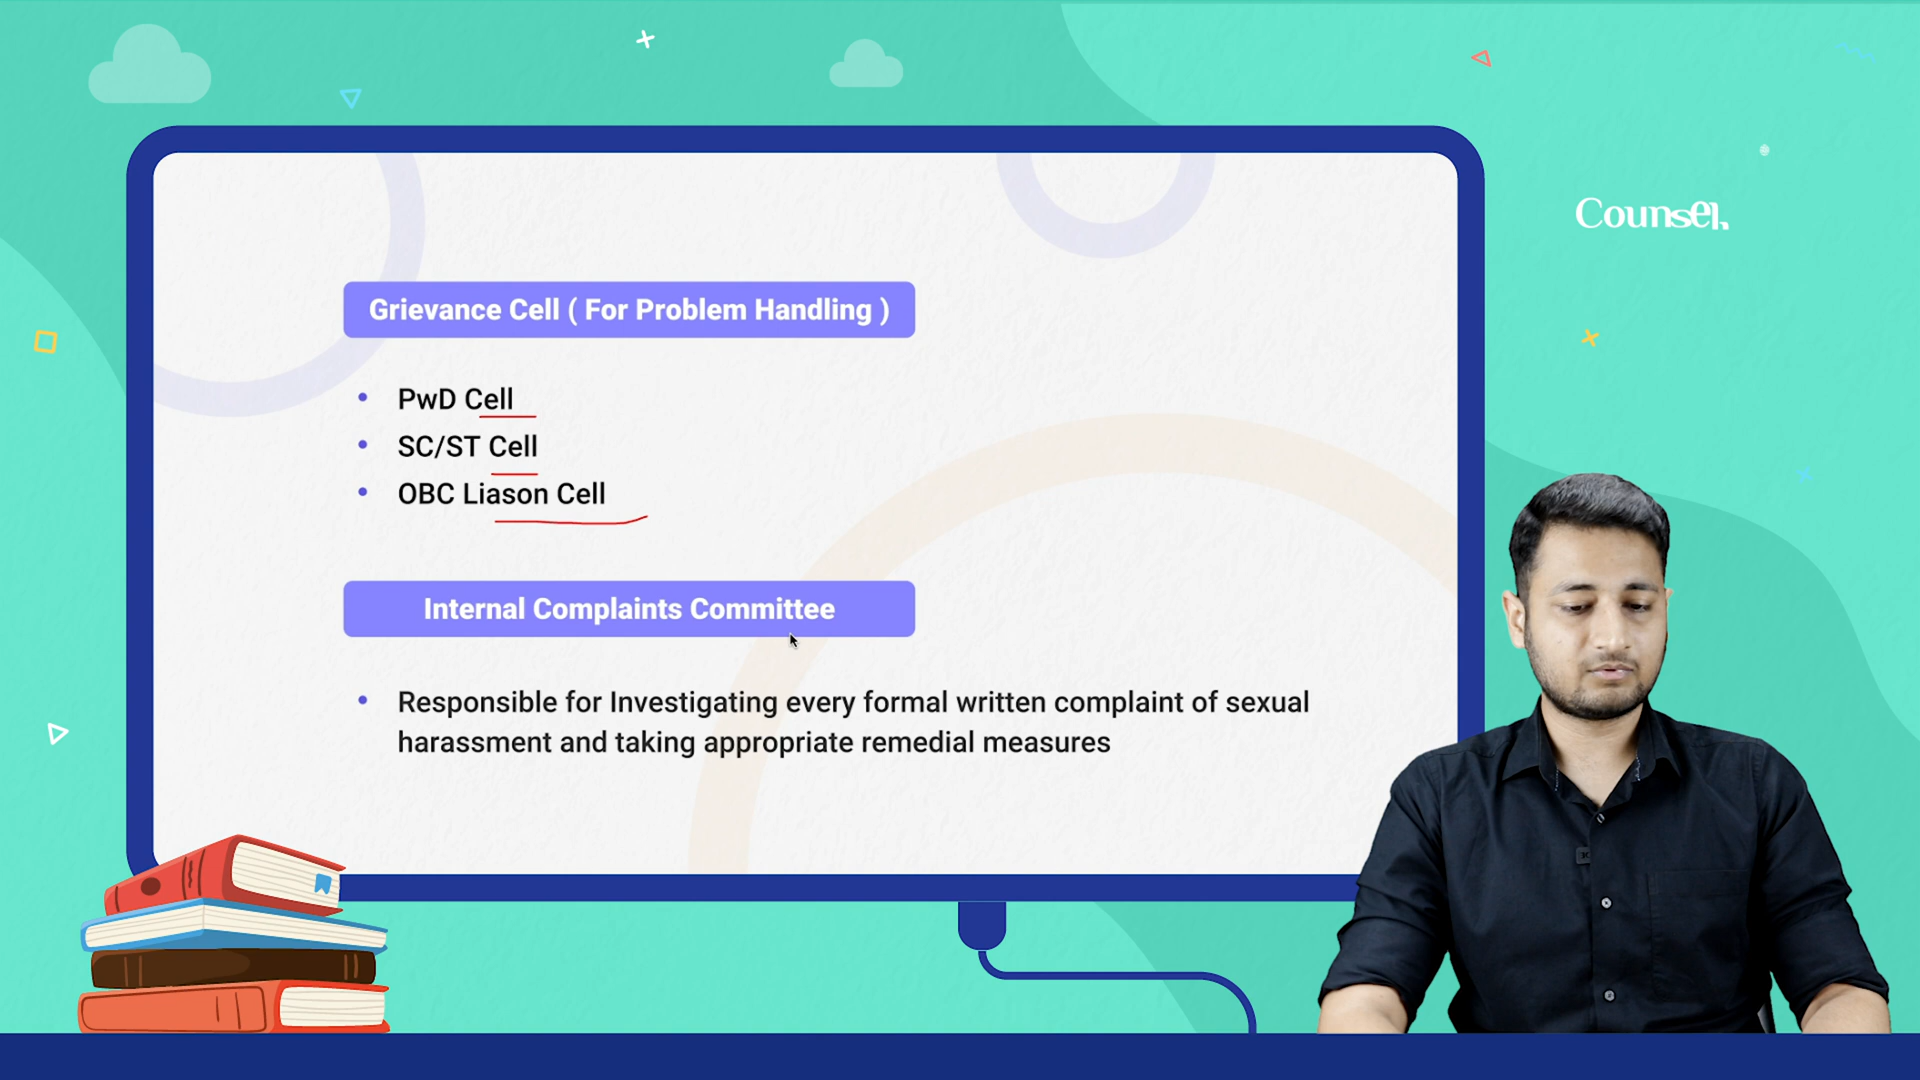 Counsel.
Grievance Cell ( For Problem Handling )
• PwD Cell
• SC/ST Cell
• OBC Liason Cell
Internal Complaints Committee
• Responsible for Investigating every formal written complaint of sexual
harassment and taking appropriate remedial measures